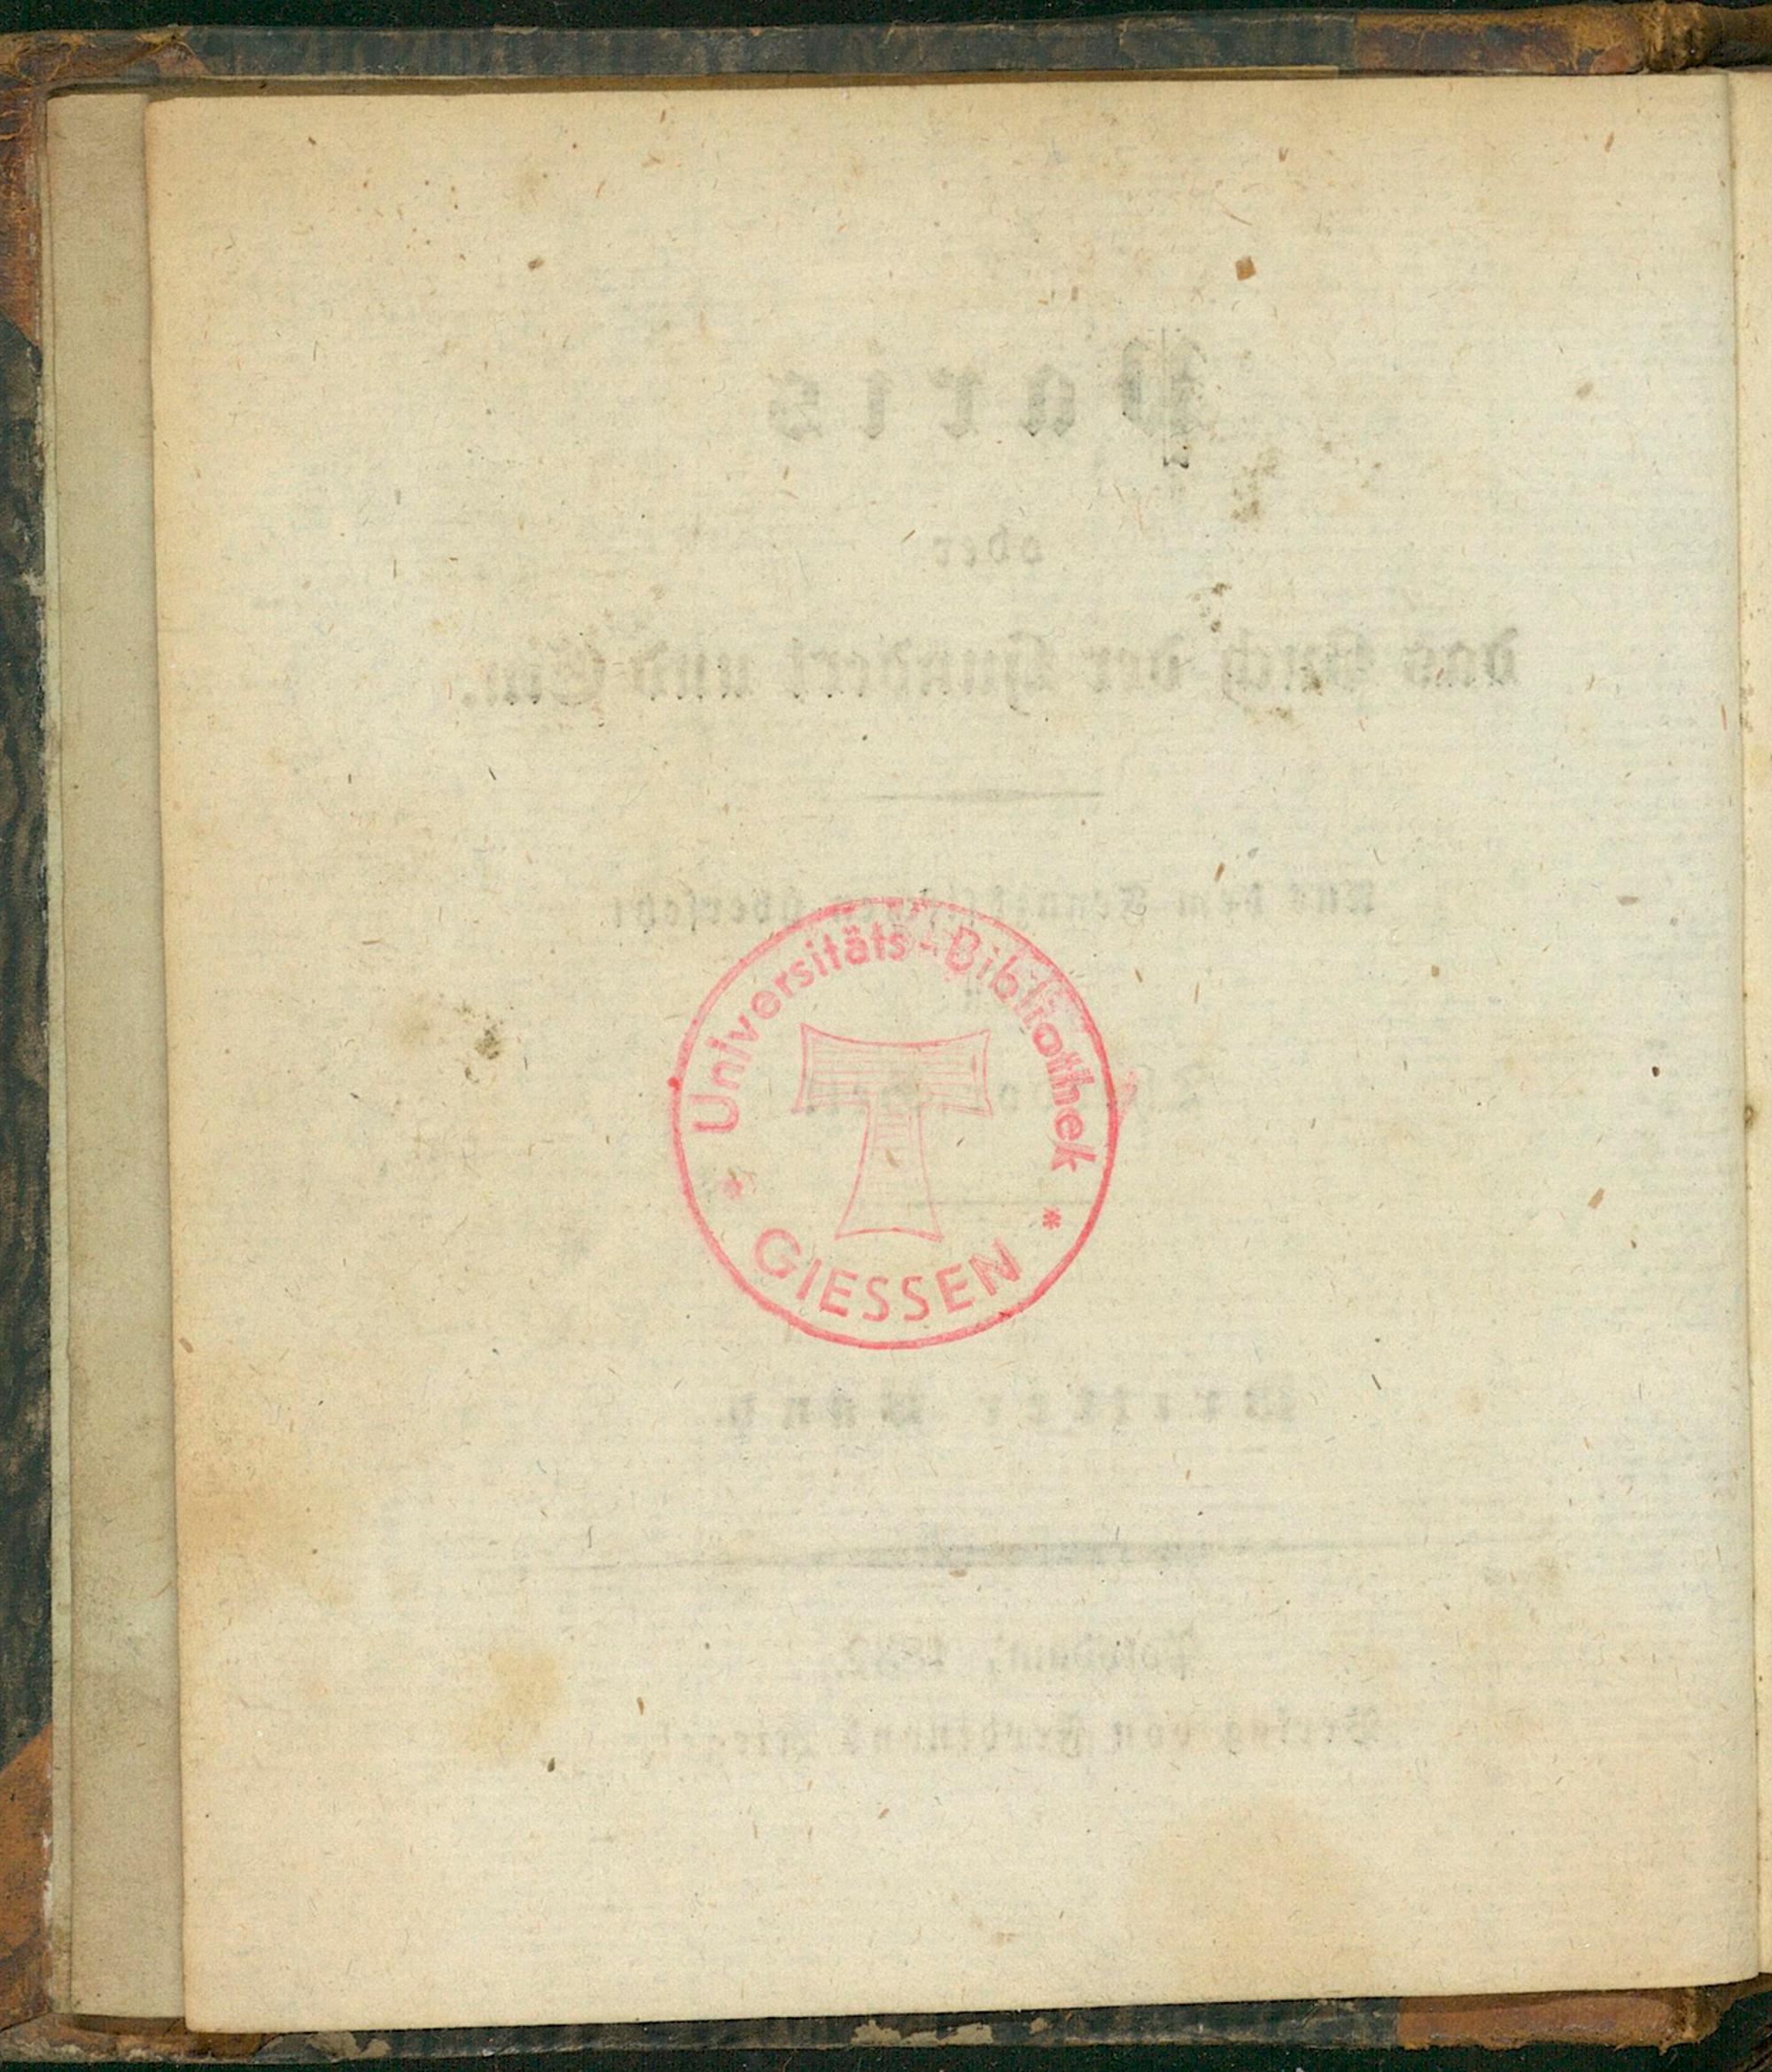 Paris
oder
das Buch der Hundert und Ein.
Aus dem Französischen übersetzt
Dritter Band.
Potsdam, 1832.
Verlag von Ferdinand Riegel.
Universitäts-Bibliothek
GIESSEN